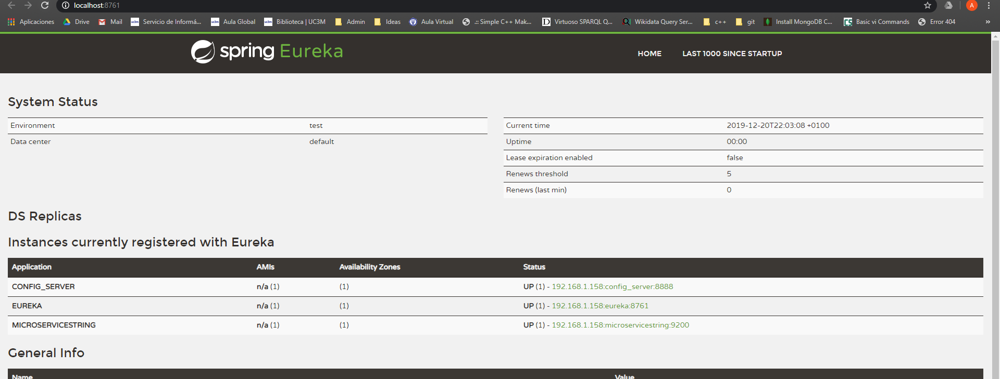 localhost:8761
A
Aplicaciones Drive Mail uc3m Servicio de Informá... uc3m Aula Global uc3m Biblioteca | UC3M Admin Ideas Aula Virtual .:: Simple C++ Mak... D Virtuoso SPARQL Q... Wikidata Query Ser... c++ git Install MongoDB C... CS Basic vi Commands Error 404 »
spring Eureka
HOME LAST 1000 SINCE STARTUP
System Status
Environment test
Data center default
Current time 2019-12-20T22:03:08 +0100
Uptime 00:00
Lease expiration enabled false
Renews threshold 5
Renews (last min) 0
DS Replicas
Instances currently registered with Eureka
Application AMIs Availability Zones Status
CONFIG_SERVER n/a (1) (1) UP (1) - 192.168.1.158:config_server:8888
EUREKA n/a (1) (1) UP (1) - 192.168.1.158:eureka:8761
MICROSERVICESTRING n/a (1) (1) UP (1) - 192.168.1.158:microservicestring:9200
General Info
Name Value